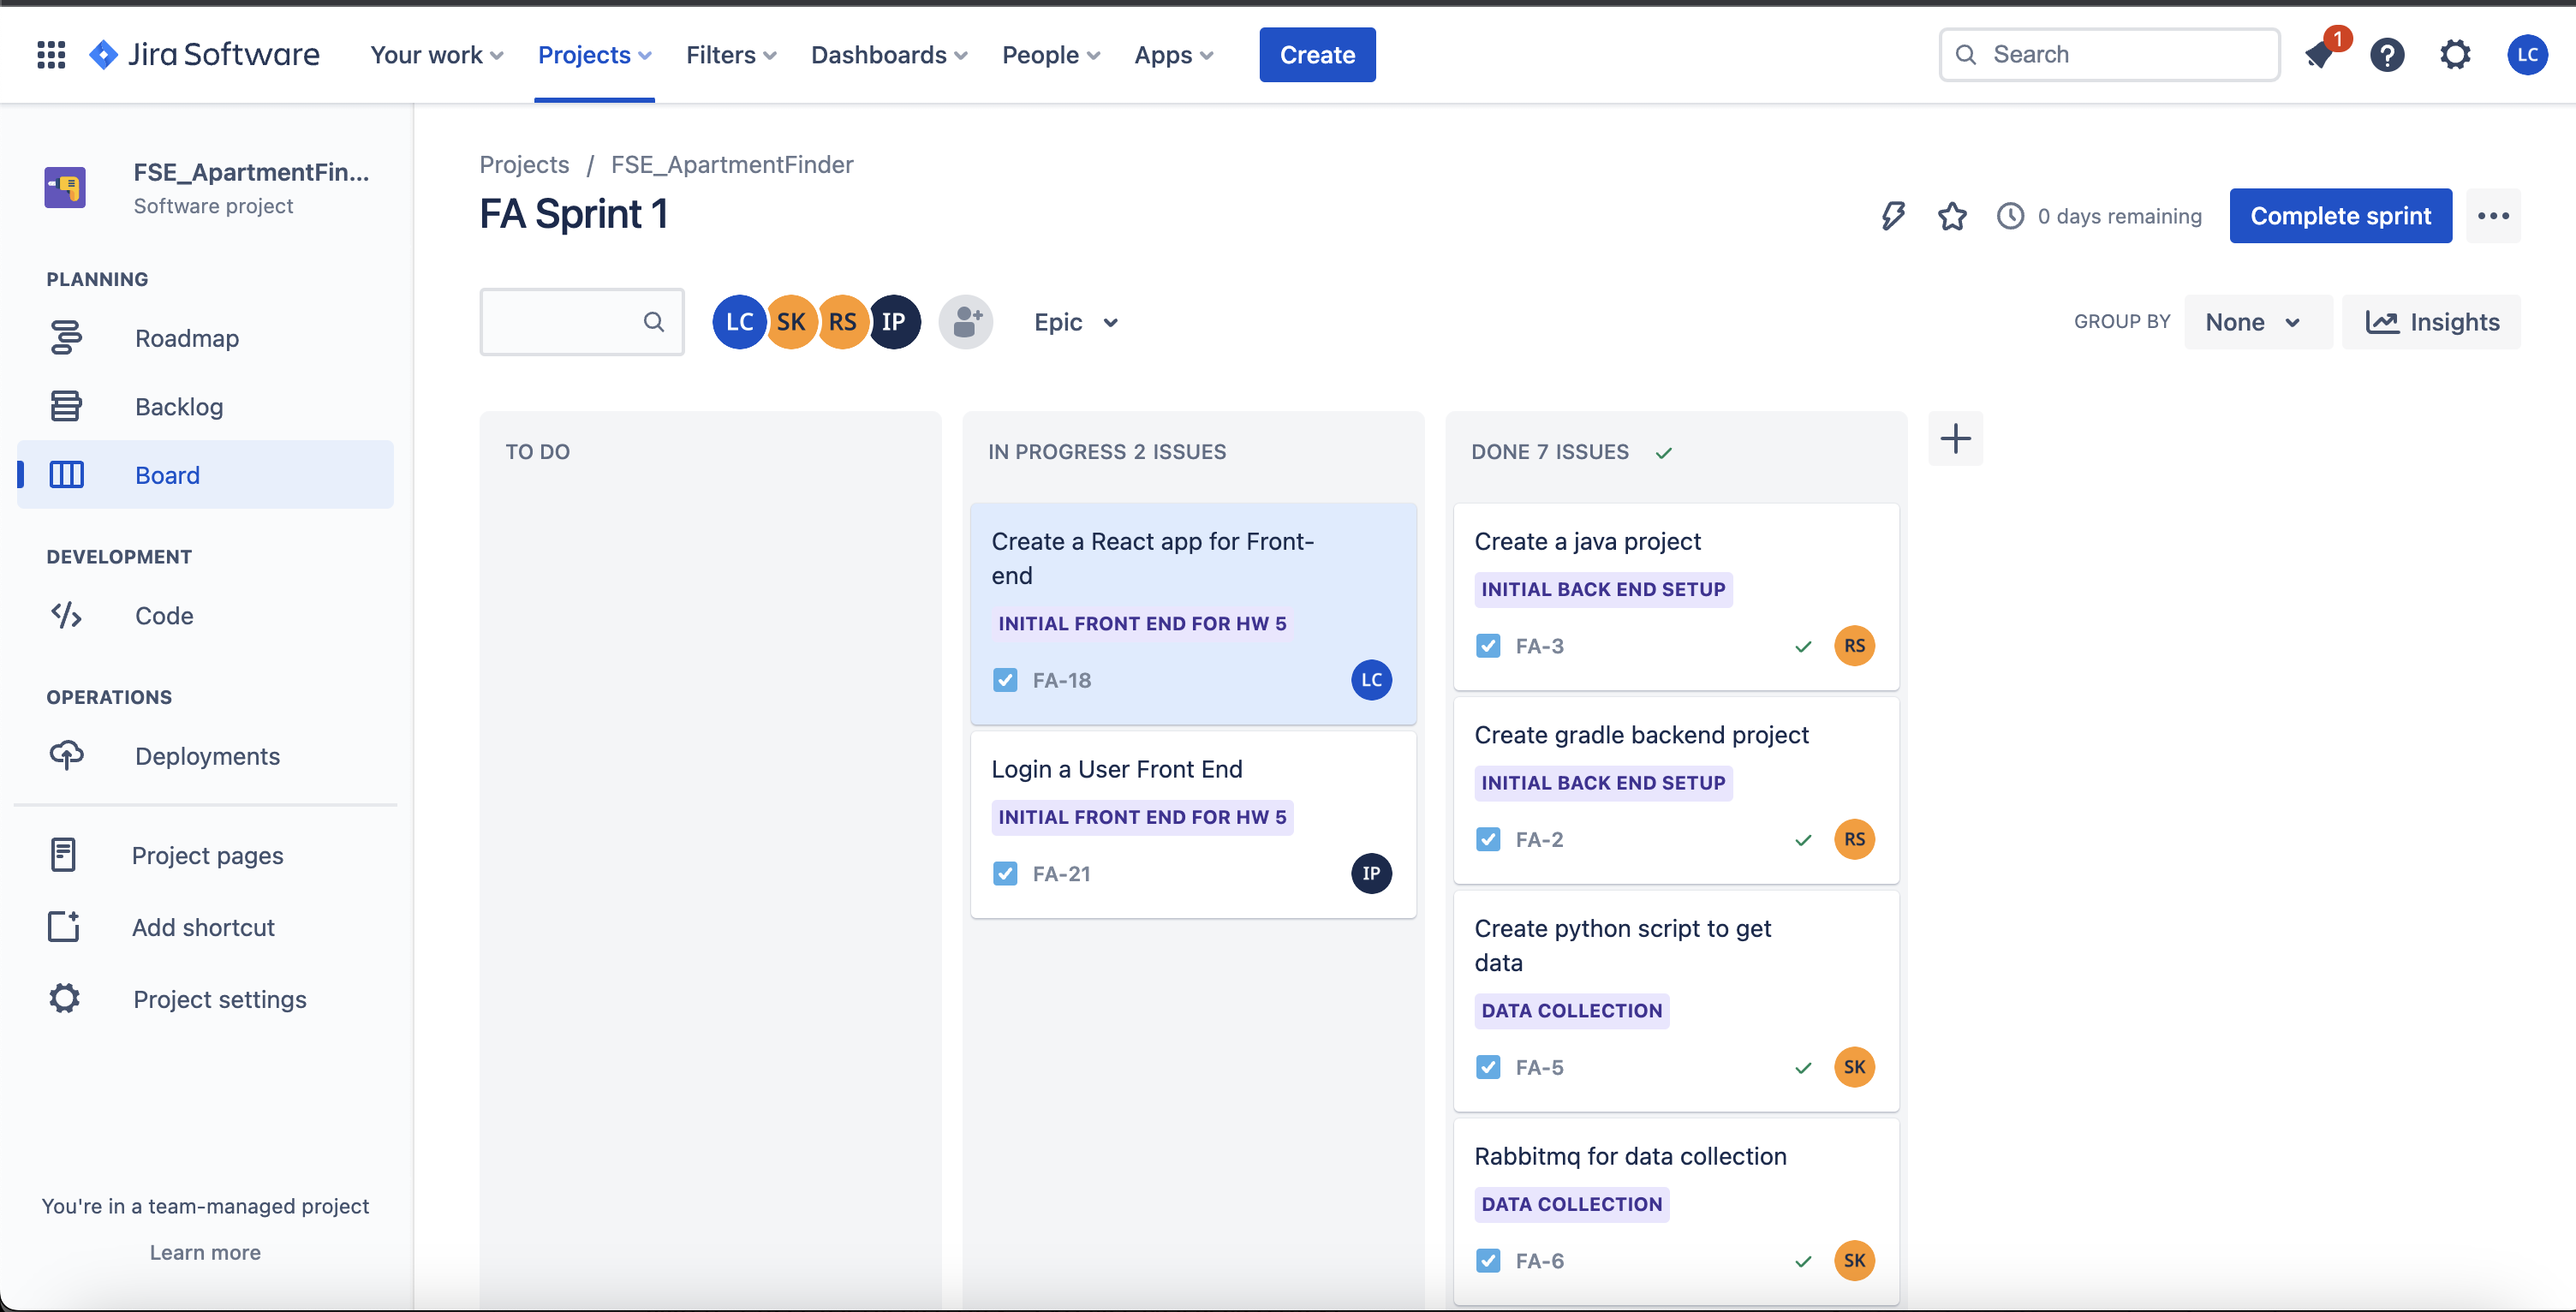 Jira Software
Your work
Projects
Filters
Dashboards
People
Apps
Create
Search
1
LC
FSE_ApartmentFin...
Software project
PLANNING
Roadmap
Backlog
Board
DEVELOPMENT
Code
OPERATIONS
Deployments
Project pages
Add shortcut
Project settings
You're in a team-managed project
Learn more
Projects / FSE_ApartmentFinder
FA Sprint 1
0 days remaining
Complete sprint
LC SK RS IP
Epic
GROUP BY
None
Insights
TO DO
IN PROGRESS 2 ISSUES
Create a React app for Front-
end
INITIAL FRONT END FOR HW 5
FA-18
LC
Login a User Front End
INITIAL FRONT END FOR HW 5
FA-21
IP
DONE 7 ISSUES
Create a java project
INITIAL BACK END SETUP
FA-3
RS
Create gradle backend project
INITIAL BACK END SETUP
FA-2
RS
Create python script to get
data
DATA COLLECTION
FA-5
SK
Rabbitmq for data collection
DATA COLLECTION
FA-6
SK